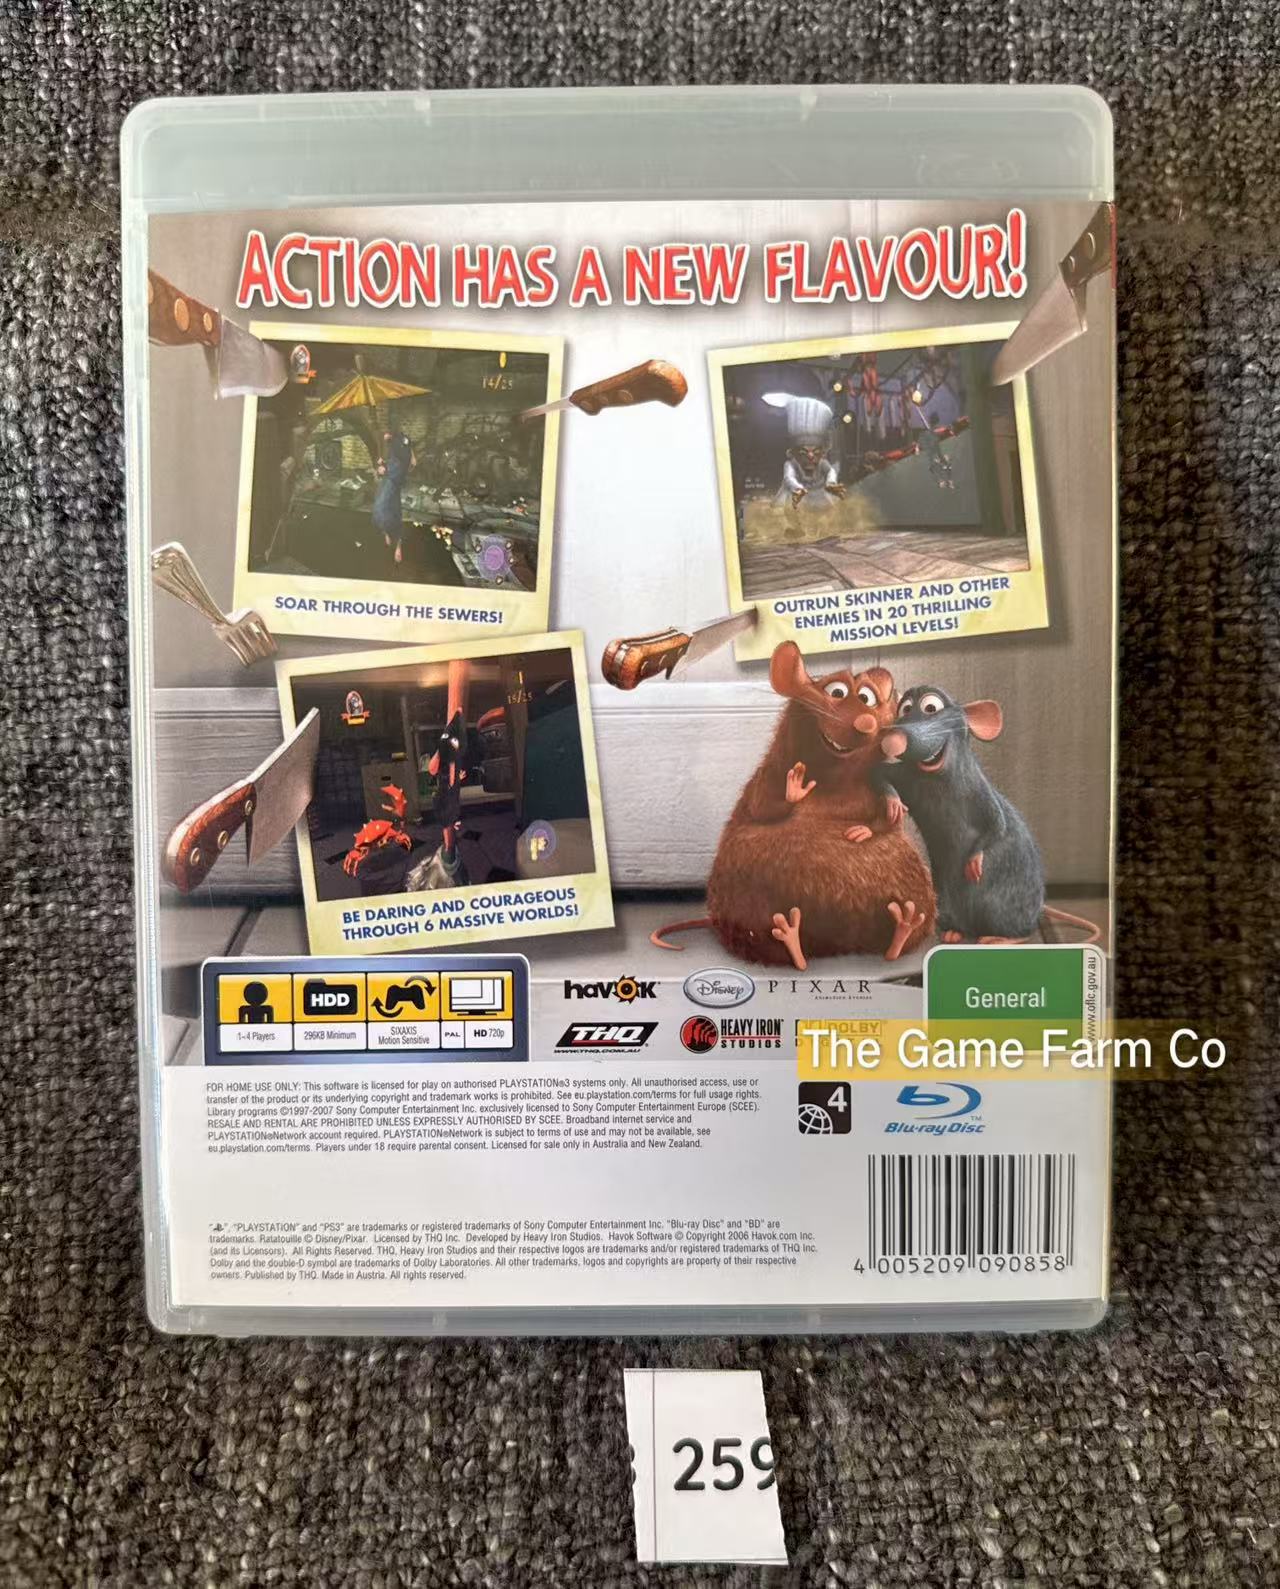 ACTION HAS A NEW FLAVOUR!
14/25
SOAR THROUGH THE SEWERS!
OUTRUN SKINNER AND OTHER
ENEMIES IN 20 THRILLING
MISSION LEVELS!
15/25
BE DARING AND COURAGEOUS
THROUGH 6 MASSIVE WORLDS!
HDD
1-4 Players
296KB Minimum
SIXAXIS
Motion Sensitive
PAL
HD 720p
havok
Disney
PIXAR
ANIMATION STUDIOS
THQ
WWW.THQ.COM.AU
HEAVY IRON
STUDIOS
DOLBY
General
www.oflc.gov.au
The Game Farm Co
FOR HOME USE ONLY: This software is licensed for play on authorised PLAYSTATION®3 systems only. All unauthorised access, use or
transfer of the product or its underlying copyright and trademark works is prohibited. See eu.playstation.com/terms for full usage rights.
Library programs ©1997-2007 Sony Computer Entertainment Inc. exclusively licensed to Sony Computer Entertainment Europe (SCEE).
RESALE AND RENTAL ARE PROHIBITED UNLESS EXPRESSLY AUTHORISED BY SCEE. Broadband internet service and
PLAYSTATION®Network account required. PLAYSTATION®Network is subject to terms of use and may not be available, see
eu.playstation.com/terms. Players under 18 require parental consent. Licensed for sale only in Australia and New Zealand.
4
Blu-ray Disc
TM
", "PLAYSTATION" and "PS3" are trademarks or registered trademarks of Sony Computer Entertainment Inc. "Blu-ray Disc" and "BD" are
trademarks. Ratatouille © Disney/Pixar. Licensed by THQ Inc. Developed by Heavy Iron Studios. Havok Software © Copyright 2006 Havok.com Inc.
(and its Licensors). All Rights Reserved. THQ, Heavy Iron Studios and their respective logos are trademarks and/or registered trademarks of THQ Inc.
Dolby and the double-D symbol are trademarks of Dolby Laboratories. All other trademarks, logos and copyrights are property of their respective
owners. Published by THQ. Made in Austria. All rights reserved.
4 005209 090858
259